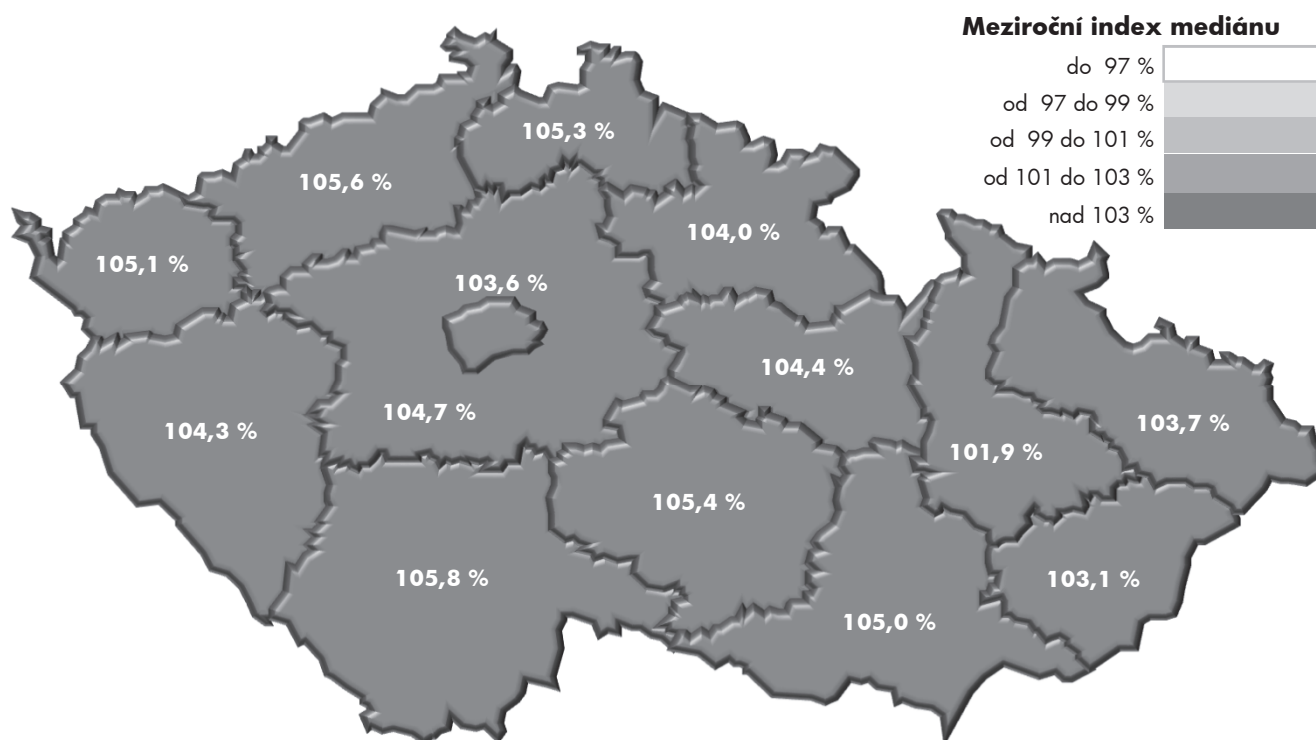 Meziroční index mediánu
do 97 %
od 97 do 99 %
od 99 do 101 %
od 101 do 103 %
nad 103 %
105,3 %
105,6 %
104,0 %
105,1 %
103,6 %
104,4 %
104,7 %
103,7 %
104,3 %
101,9 %
105,4 %
105,8 %
103,1 %
105,0 %